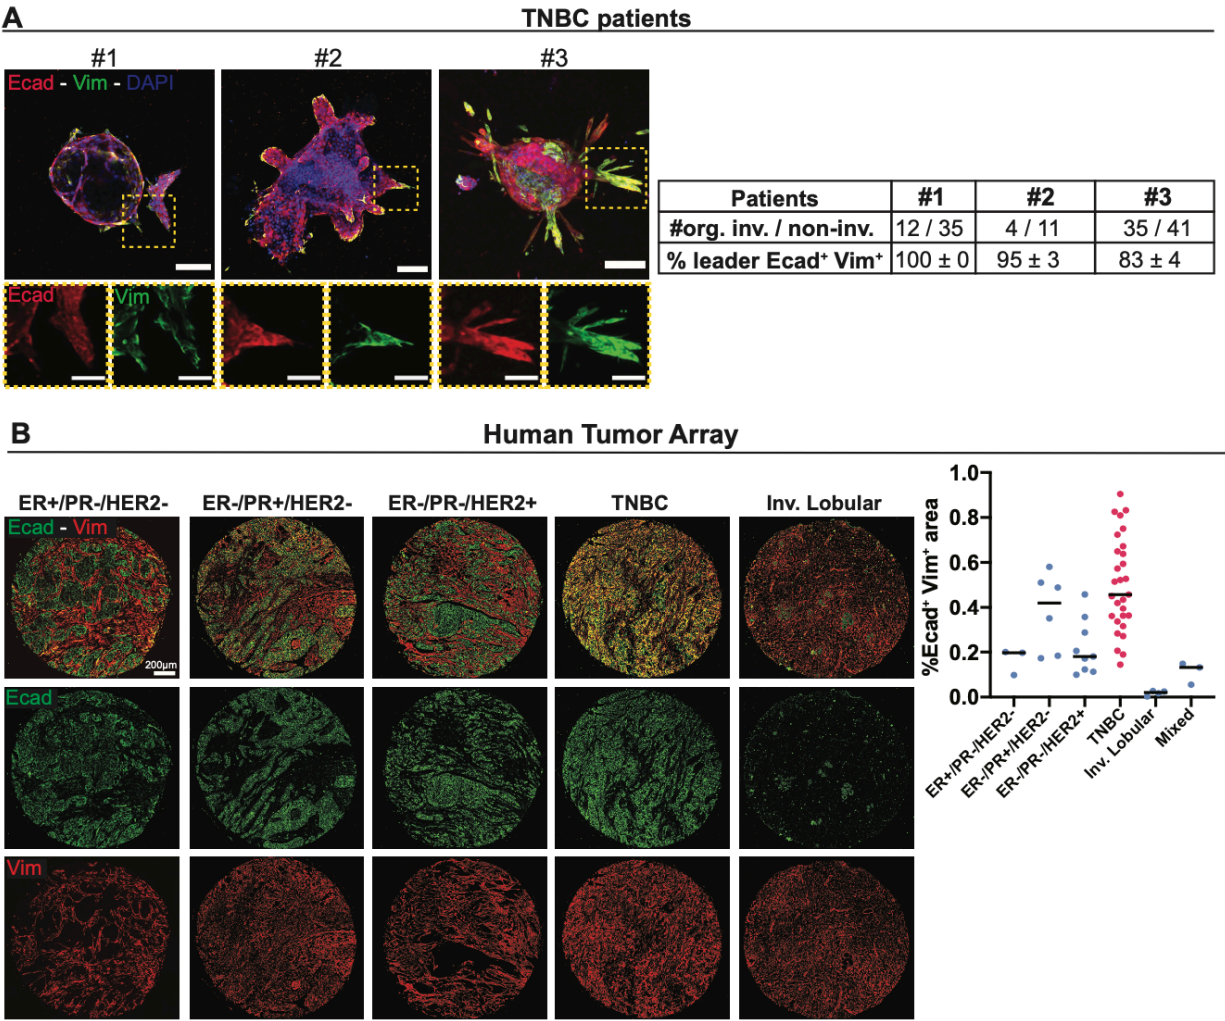 A
TNBC patients
#1
#2
#3
Ecad - Vim - DAPI
Ecad
Vim
Patients #1 #2 #3
#org. inv. / non-inv. 12 / 35 4 / 11 35 / 41
% leader Ecad⁺ Vim⁺ 100 ± 0 95 ± 3 83 ± 4
B
Human Tumor Array
ER+/PR-/HER2-
ER-/PR+/HER2-
ER-/PR-/HER2+
TNBC
Inv. Lobular
Ecad - Vim
200µm
Ecad
Vim
%Ecad⁺ Vim⁺ area
1.0
0.8
0.6
0.4
0.2
0.0
ER+/PR-/HER2-
ER-/PR+/HER2-
ER-/PR-/HER2+
TNBC
Inv. Lobular
Mixed